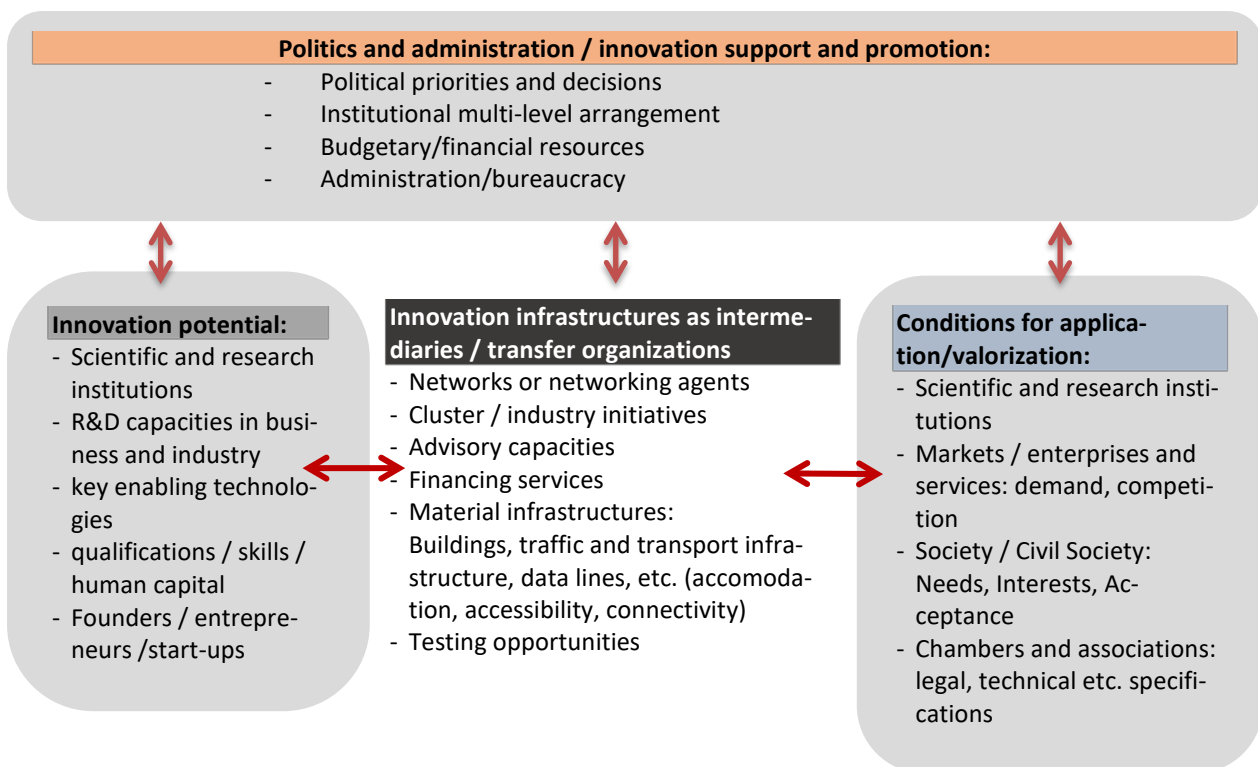 Politics and administration / innovation support and promotion:
- Political priorities and decisions
- Institutional multi-level arrangement
- Budgetary/financial resources
- Administration/bureaucracy
Innovation potential:
- Scientific and research
institutions
- R&D capacities in busi-
ness and industry
- key enabling technolo-
gies
- qualifications / skills /
human capital
- Founders / entrepre-
neurs /start-ups
Innovation infrastructures as interme-
diaries / transfer organizations
- Networks or networking agents
- Cluster / industry initiatives
- Advisory capacities
- Financing services
- Material infrastructures:
Buildings, traffic and transport infra-
structure, data lines, etc. (accomoda-
tion, accessibility, connectivity)
- Testing opportunities
Conditions for applica-
tion/valorization:
- Scientific and research insti-
tutions
- Markets / enterprises and
services: demand, competi-
tion
- Society / Civil Society:
Needs, Interests, Ac-
ceptance
- Chambers and associations:
legal, technical etc. specifi-
cations